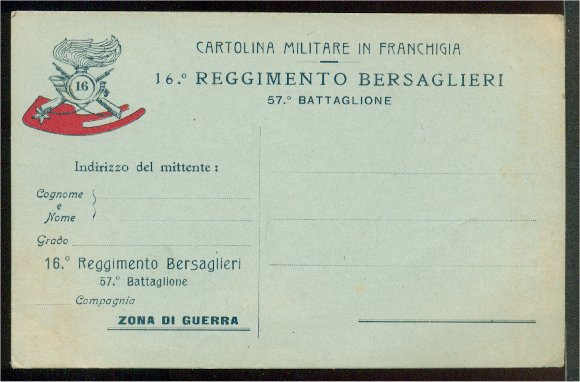 CARTOLINA MILITARE IN FRANCHIGIA
16.° REGGIMENTO BERSAGLIERI
57.° BATTAGLIONE
16
Indirizzo del mittente:
Cognome
e
Nome
Grado
16.° Reggimento Bersaglieri
57.° Battaglione
Compagnia
ZONA DI GUERRA